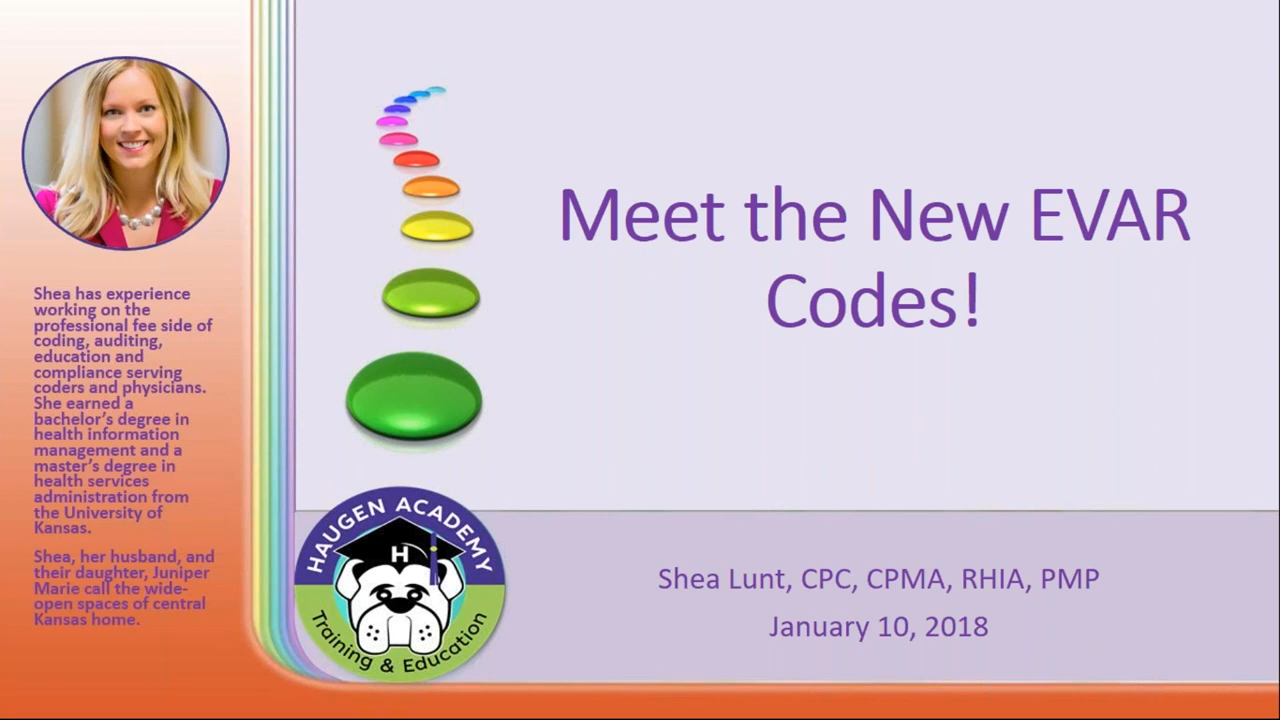 Shea has experience
working on the
professional fee side of
coding, auditing,
education and
compliance serving
coders and physicians.
She earned a
bachelor's degree in
health information
management and a
master's degree in
health services
administration from
the University of
Kansas.
Shea, her husband, and
their daughter, Juniper
Marie call the wide-
open spaces of central
Kansas home.
Meet the New EVAR
Codes!
HAUGEN ACADEMY
H
Training & Education
Shea Lunt, CPC, CPMA, RHIA, PMP
January 10, 2018